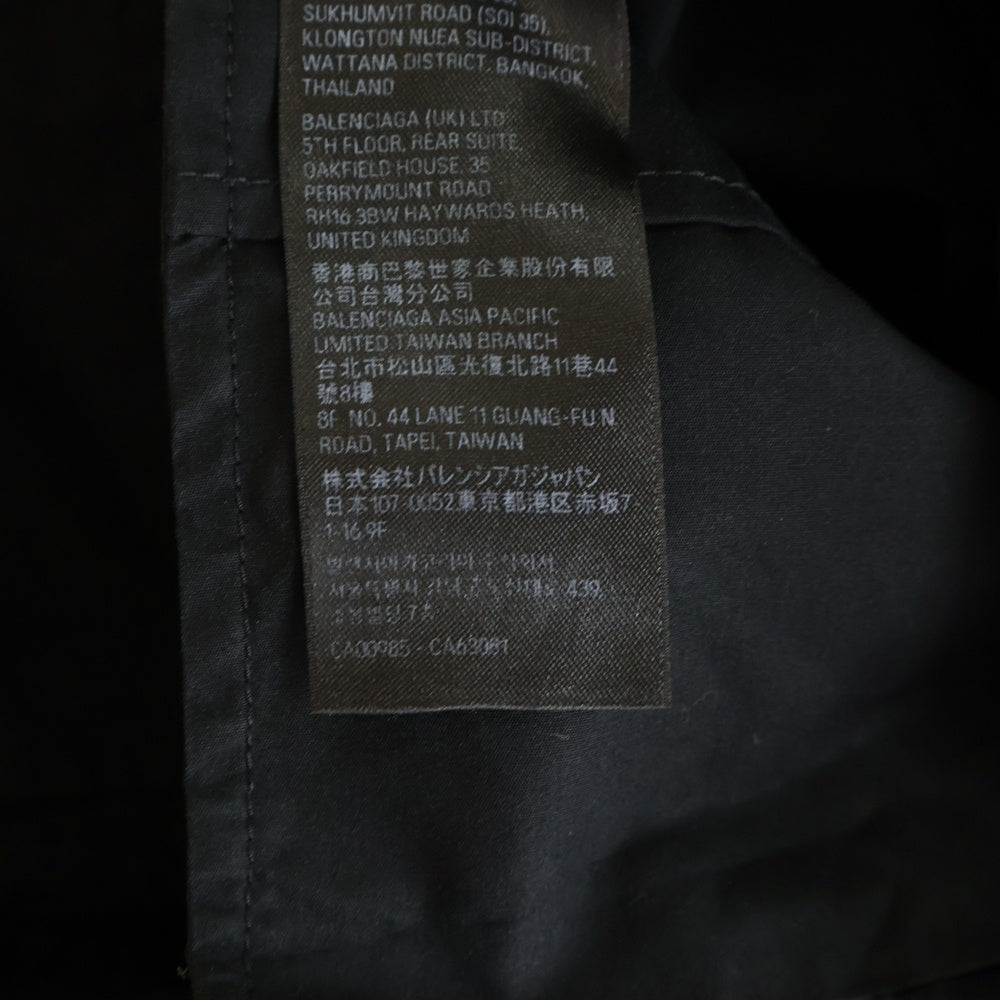 SUKHUMVIT ROAD (SOI 35),
KLONGTON NUEA SUB-DISTRICT,
WATTANA DISTRICT, BANGKOK,
THAILAND
BALENCIAGA (UK) LTD
5TH FLOOR, REAR SUITE,
OAKFIELD HOUSE, 35
PERRYMOUNT ROAD
RH16 3BW HAYWARDS HEATH,
UNITED KINGDOM
香港商巴黎世家企業股份有限
公司台灣分公司
BALENCIAGA ASIA PACIFIC
LIMITED TAIWAN BRANCH
台北市松山區光復北路11巷44
號8樓
8F, NO. 44 LANE 11 GUANG-FU N.
ROAD, TAPEI, TAIWAN
株式会社バレンシアガジャパン
日本107-0052東京都港区赤坂7-
1-16,9F
439,
CA00985 - CA63081